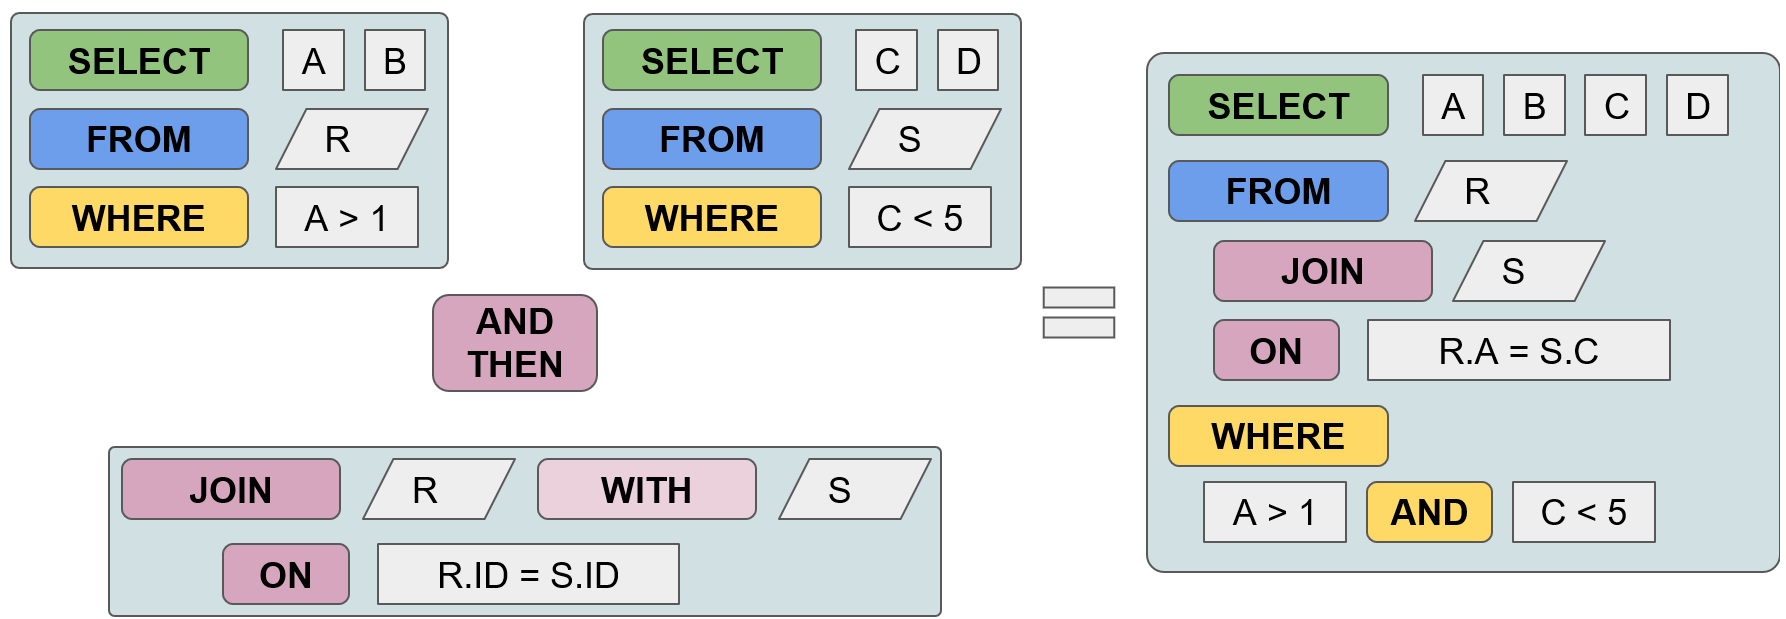 SELECT A B
FROM R
WHERE A > 1
SELECT C D
FROM S
WHERE C < 5
AND
THEN
JOIN R WITH S
ON R.ID = S.ID
SELECT A B C D
FROM R
JOIN S
ON R.A = S.C
WHERE
A > 1 AND C < 5